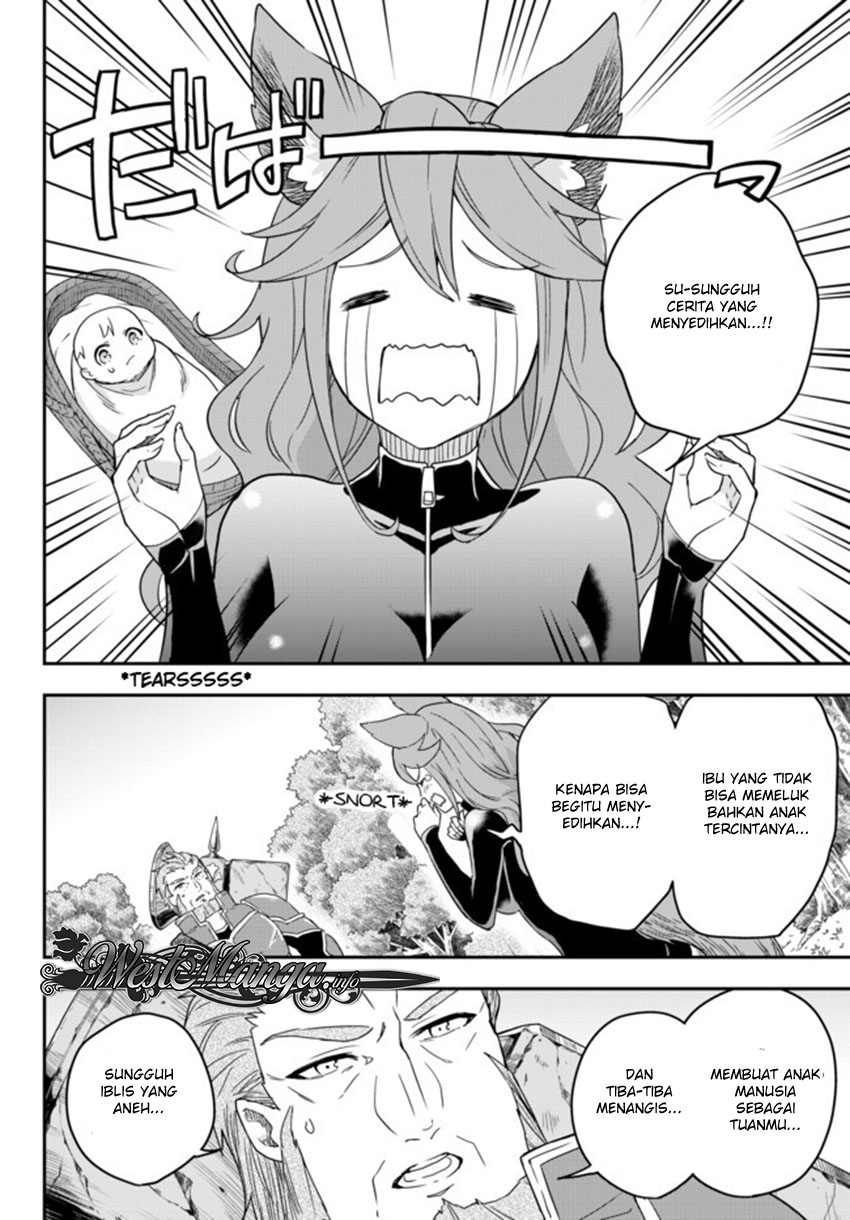 だばーっ
SU-SUNGGUH
CERITA YANG
MENYEDIHKAN...!!
*TEARSSSSS*
IBU YANG TIDAK
BISA MEMELUK
BAHKAN ANAK
TERCINTANYA...
KENAPA BISA
BEGITU MENY-
EDIHKAN...!
*SNORT*
WestManga.info
MEMBUAT ANAK
MANUSIA
SEBAGAI
TUANMU...
DAN
TIBA-TIBA
MENANGIS...
SUNGGUH
IBLIS YANG
ANEH...